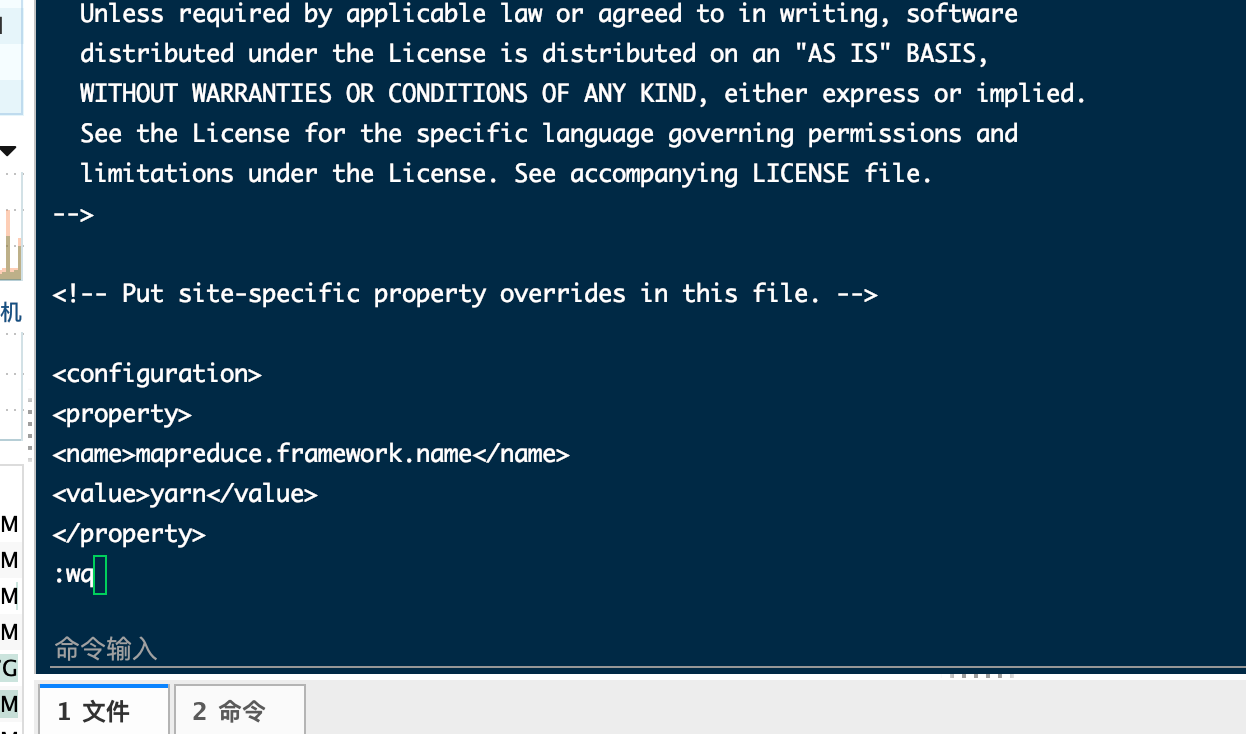 Unless required by applicable law or agreed to in writing, software
distributed under the License is distributed on an "AS IS" BASIS,
WITHOUT WARRANTIES OR CONDITIONS OF ANY KIND, either express or implied.
See the License for the specific language governing permissions and
limitations under the License. See accompanying LICENSE file.
-->
<!-- Put site-specific property overrides in this file. -->
机
<configuration>
<property>
<name>mapreduce.framework.name</name>
<value>yarn</value>
M
</property>
M
:wq
M
M
命令输入
G
M
1 文件
2 命令